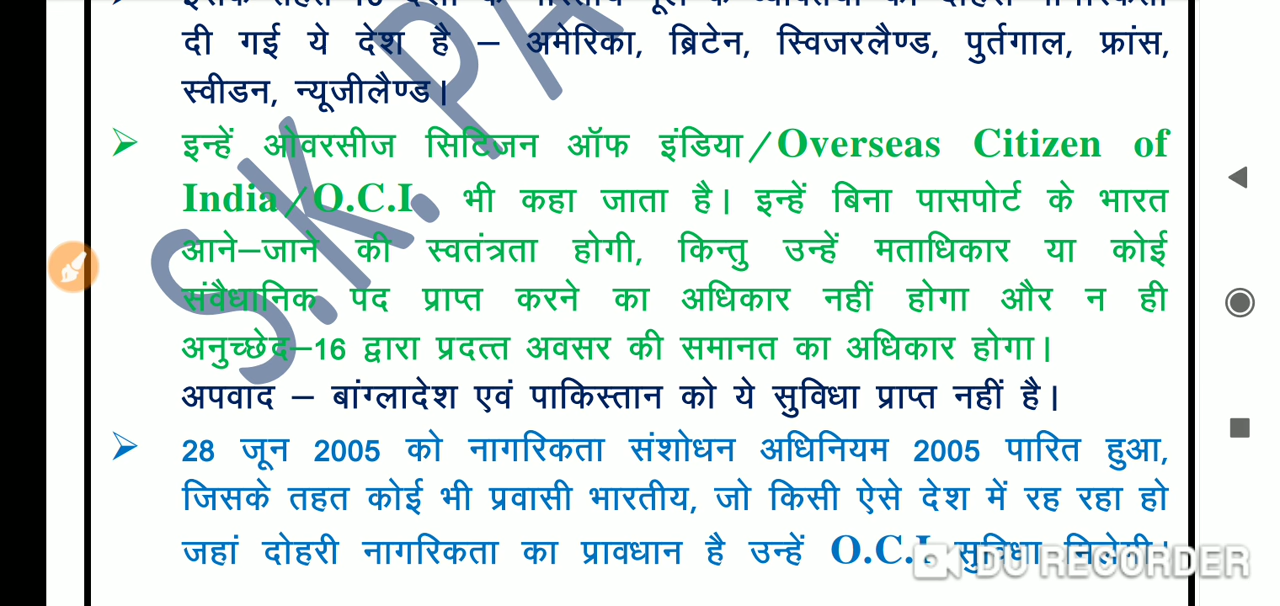 दी गई ये देश है – अमेरिका, ब्रिटेन, स्विजरलैण्ड, पुर्तगाल, फ्रांस,
स्वीडन, न्यूजीलैण्ड।
➢ इन्हें ओवरसीज सिटिजन ऑफ इंडिया/Overseas Citizen of
India/O.C.I. भी कहा जाता है। इन्हें बिना पासपोर्ट के भारत
आने–जाने की स्वतंत्रता होगी, किन्तु उन्हें मताधिकार या कोई
संवैधानिक पद प्राप्त करने का अधिकार नहीं होगा और न ही
अनुच्छेद–16 द्वारा प्रदत्त अवसर की समानत का अधिकार होगा।
अपवाद – बांग्लादेश एवं पाकिस्तान को ये सुविधा प्राप्त नहीं है।
➢ 28 जून 2005 को नागरिकता संशोधन अधिनियम 2005 पारित हुआ,
जिसके तहत कोई भी प्रवासी भारतीय, जो किसी ऐसे देश में रह रहा हो
जहां दोहरी नागरिकता का प्रावधान है उन्हें O.C.I सुविधा मिलेगी।
S.K. PA
DU RECORDER